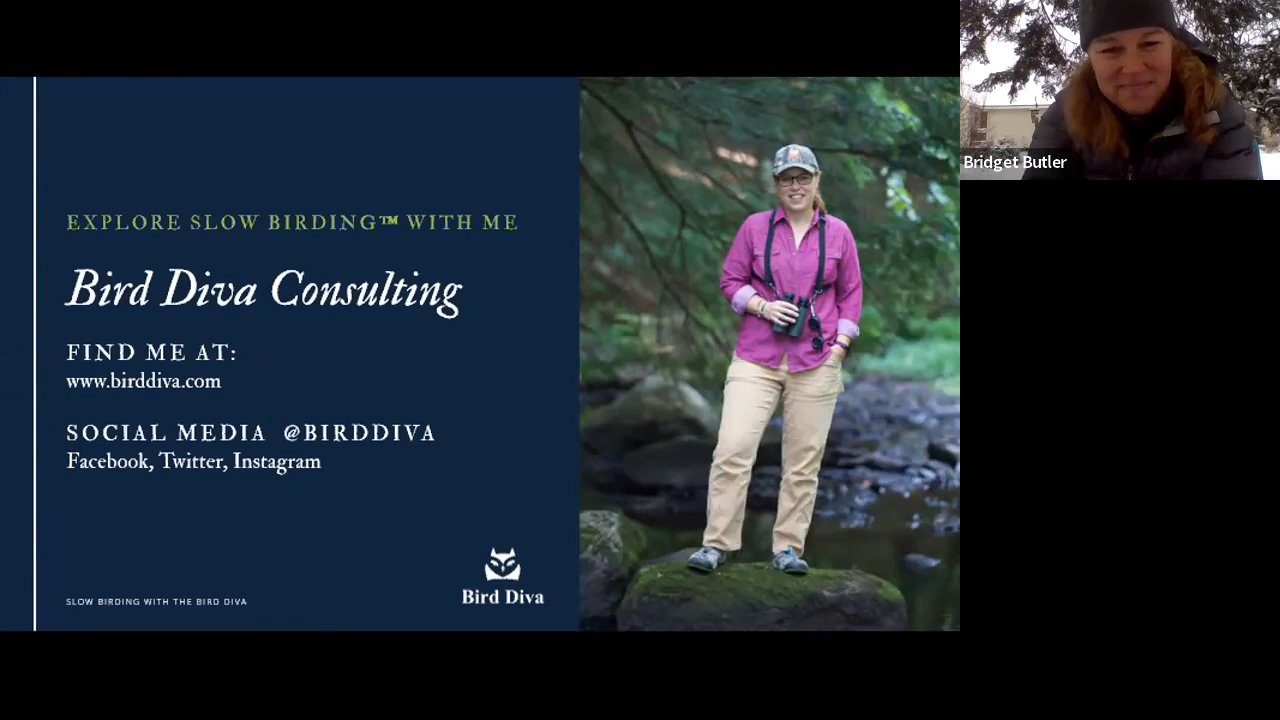 EXPLORE SLOW BIRDING™ WITH ME
Bird Diva Consulting
FIND ME AT:
www.birddiva.com
SOCIAL MEDIA @BIRDDIVA
Facebook, Twitter, Instagram
SLOW BIRDING WITH THE BIRD DIVA
Bird Diva
Bridget Butler